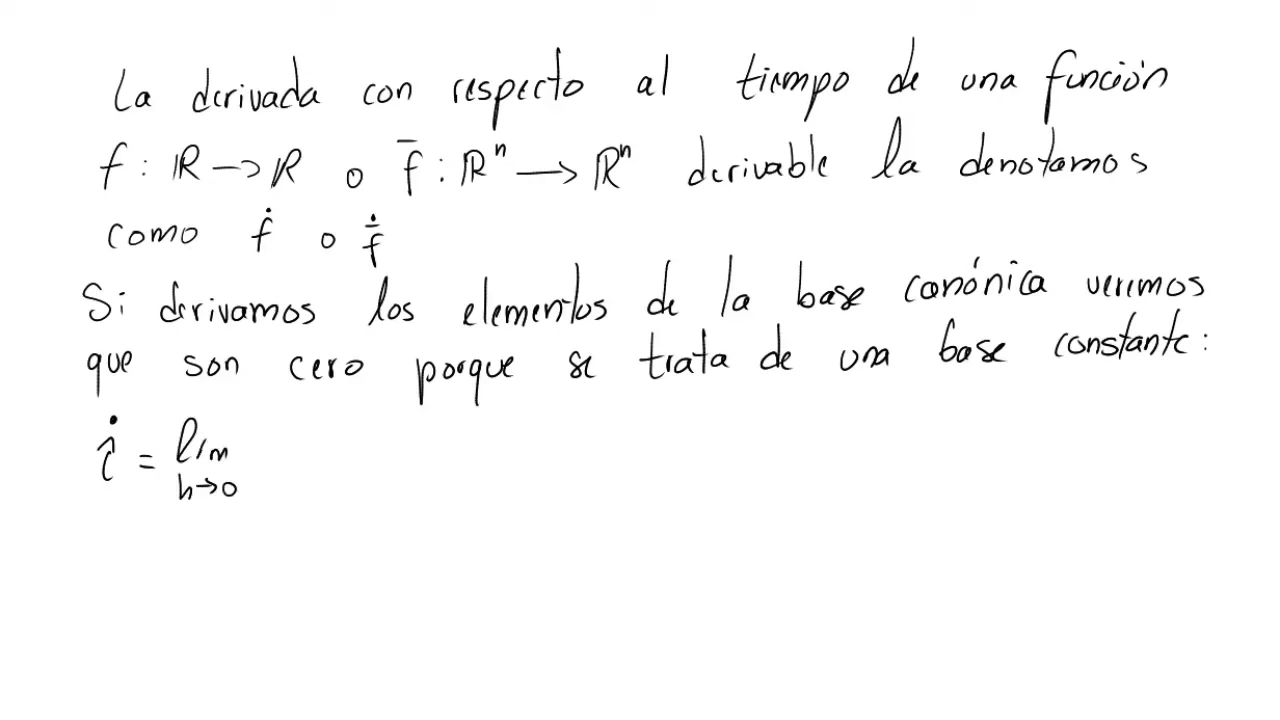 La derivada con respecto al tiempo de una función
f : ℝ → ℝ o f̄ : ℝⁿ → ℝⁿ derivable la denotamos
como ḟ o f̄̇
Si derivamos los elementos de la base canónica veremos
que son cero porque se trata de una base constante:
î̇ = lím
h→0